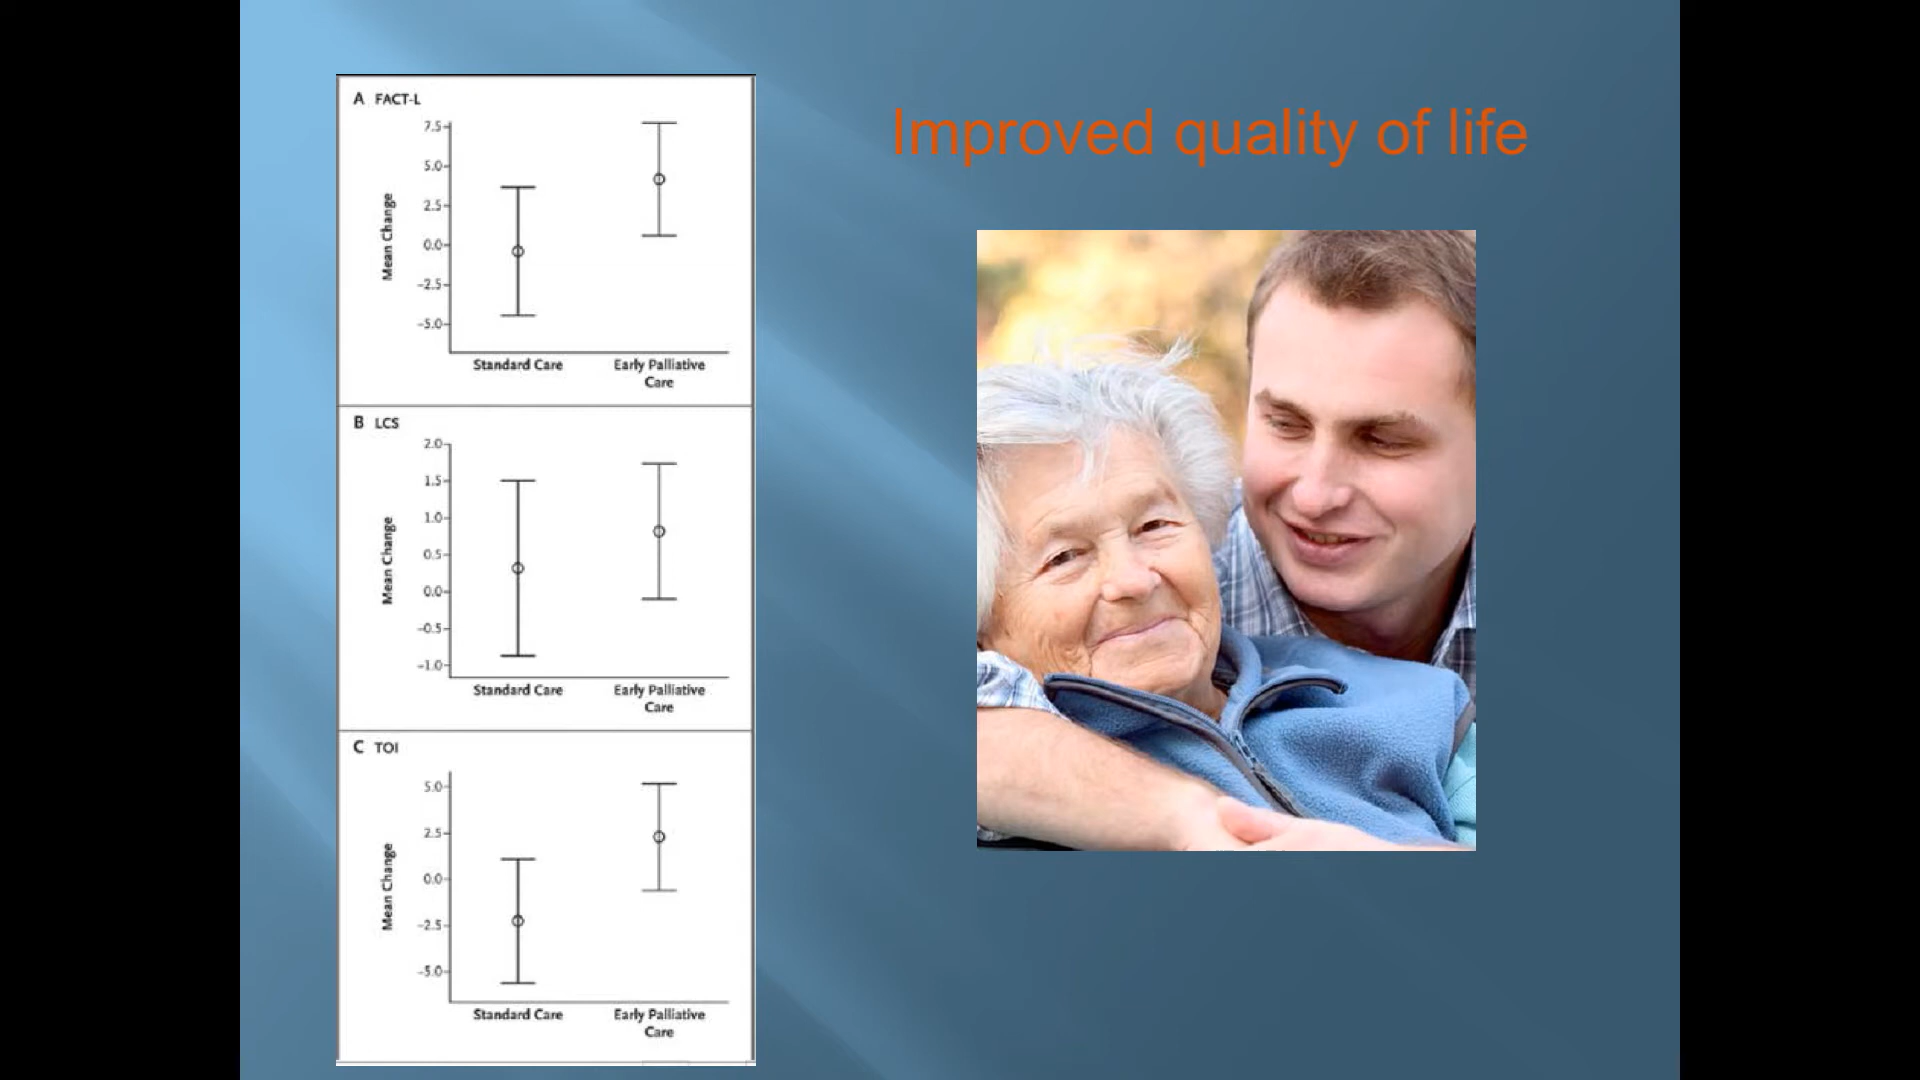 Improved quality of life
A FACT-L
7.5
5.0
2.5
0.0
−2.5
−5.0
Mean Change
Standard Care
Early Palliative
Care
B LCS
2.0
1.5
1.0
0.5
0.0
−0.5
−1.0
Mean Change
Standard Care
Early Palliative
Care
C TOI
5.0
2.5
0.0
−2.5
−5.0
Mean Change
Standard Care
Early Palliative
Care